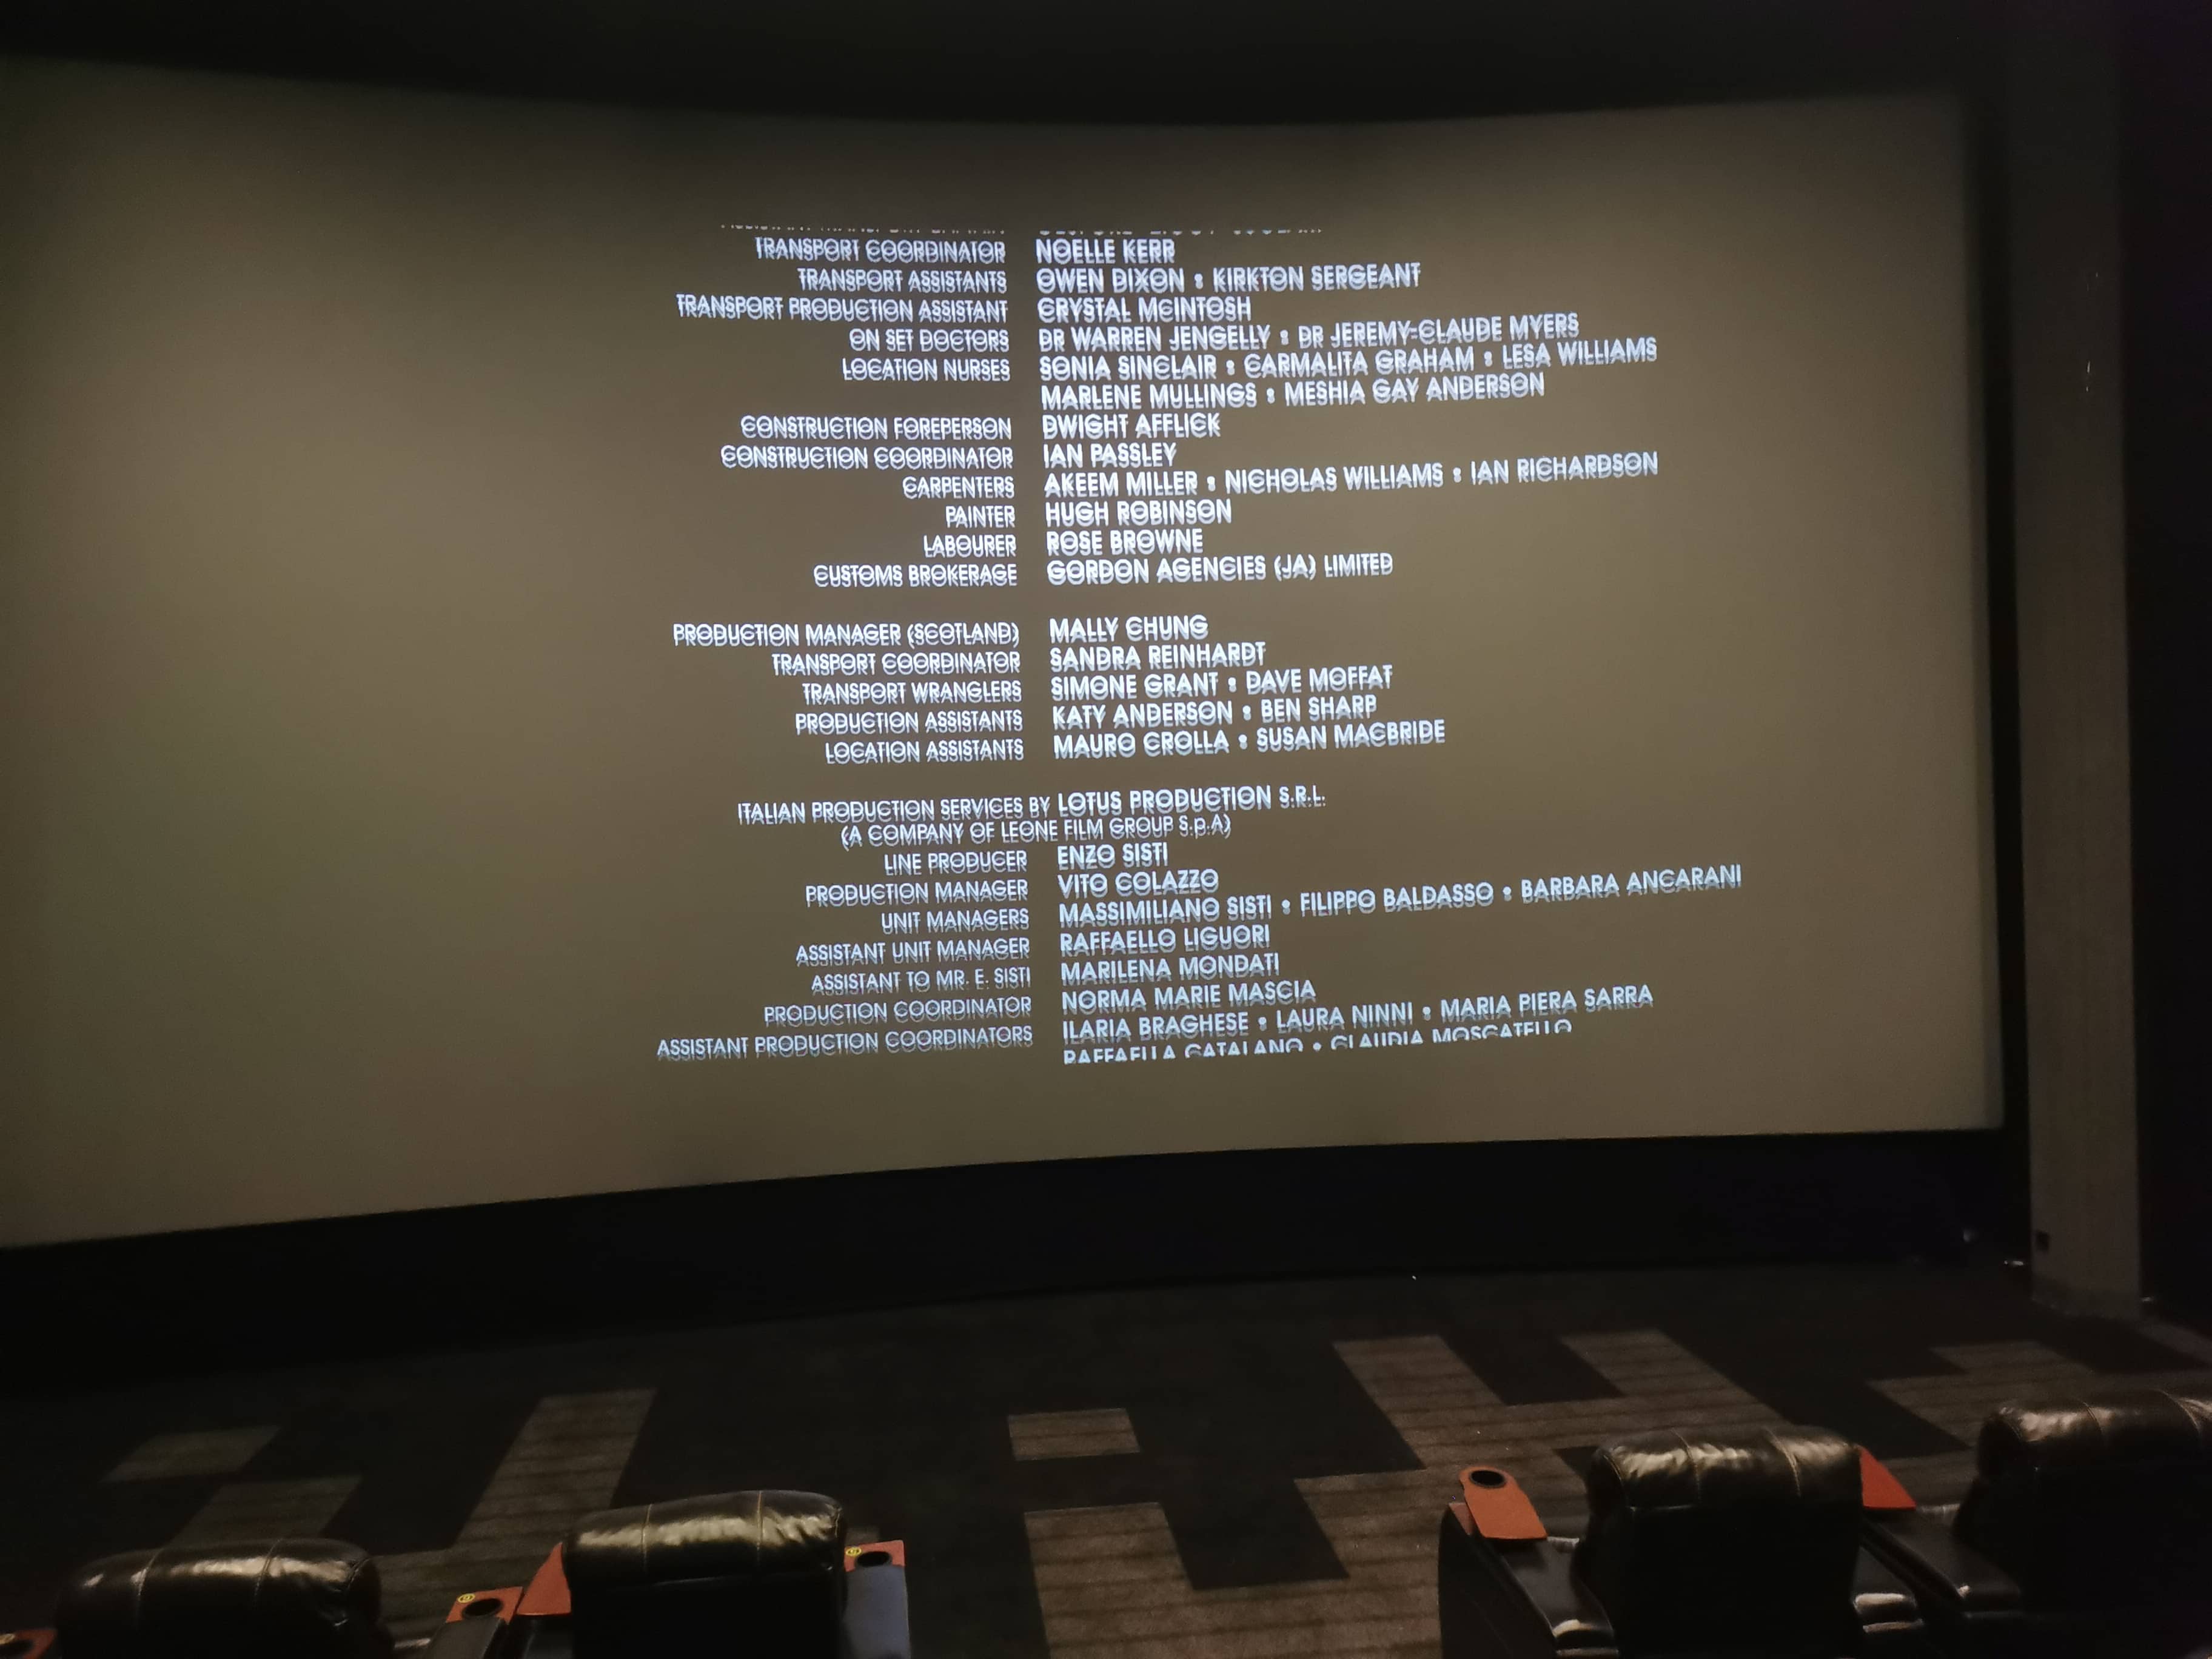 TRANSPORT COORDINATOR NOELLE KERR
TRANSPORT ASSISTANTS OWEN DIXON • KIRKTON SERGEANT
TRANSPORT PRODUCTION ASSISTANT CRYSTAL MCINTOSH
ON SET DOCTORS DR WARREN JENGELLY • DR JEREMY-CLAUDE MYERS
LOCATION NURSES SONIA SINCLAIR • CARMALITA GRAHAM • LESA WILLIAMS
MARLENE MULLINGS • MESHIA GAY ANDERSON
CONSTRUCTION FOREPERSON DWIGHT AFFLICK
CONSTRUCTION COORDINATOR IAN PASSLEY
CARPENTERS AKEEM MILLER • NICHOLAS WILLIAMS • IAN RICHARDSON
PAINTER HUGH ROBINSON
LABOURER ROSE BROWNE
CUSTOMS BROKERAGE GORDON AGENCIES (JA) LIMITED
PRODUCTION MANAGER (SCOTLAND) MALLY CHUNG
TRANSPORT COORDINATOR SANDRA REINHARDT
TRANSPORT WRANGLERS SIMONE GRANT • DAVE MOFFAT
PRODUCTION ASSISTANTS KATY ANDERSON • BEN SHARP
LOCATION ASSISTANTS MAURO CROLLA • SUSAN MACBRIDE
ITALIAN PRODUCTION SERVICES BY LOTUS PRODUCTION S.R.L.
(A COMPANY OF LEONE FILM GROUP S.p.A)
LINE PRODUCER ENZO SISTI
PRODUCTION MANAGER VITO COLAZZO
UNIT MANAGERS MASSIMILIANO SISTI • FILIPPO BALDASSO • BARBARA ANCARANI
ASSISTANT UNIT MANAGER RAFFAELLO LIGUORI
ASSISTANT TO MR. E. SISTI MARILENA MONDATI
PRODUCTION COORDINATOR NORMA MARIE MASCIA
ASSISTANT PRODUCTION COORDINATORS ILARIA BRAGHESE • LAURA NINNI • MARIA PIERA SARRA
RAFFAELLA CATALANO • CLAUDIA MOSCATELLO